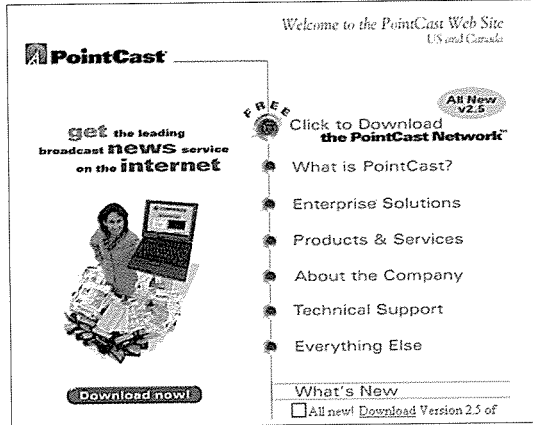 Welcome to the PointCast Web Site
US and Canada
PointCast
FREE
All New
v2.5
Click to Download
the PointCast Network™
get the leading
broadcast news service
on the internet
What is PointCast?
Enterprise Solutions
Products & Services
About the Company
Technical Support
Everything Else
Download now!
What's New
All new! Download Version 2.5 of